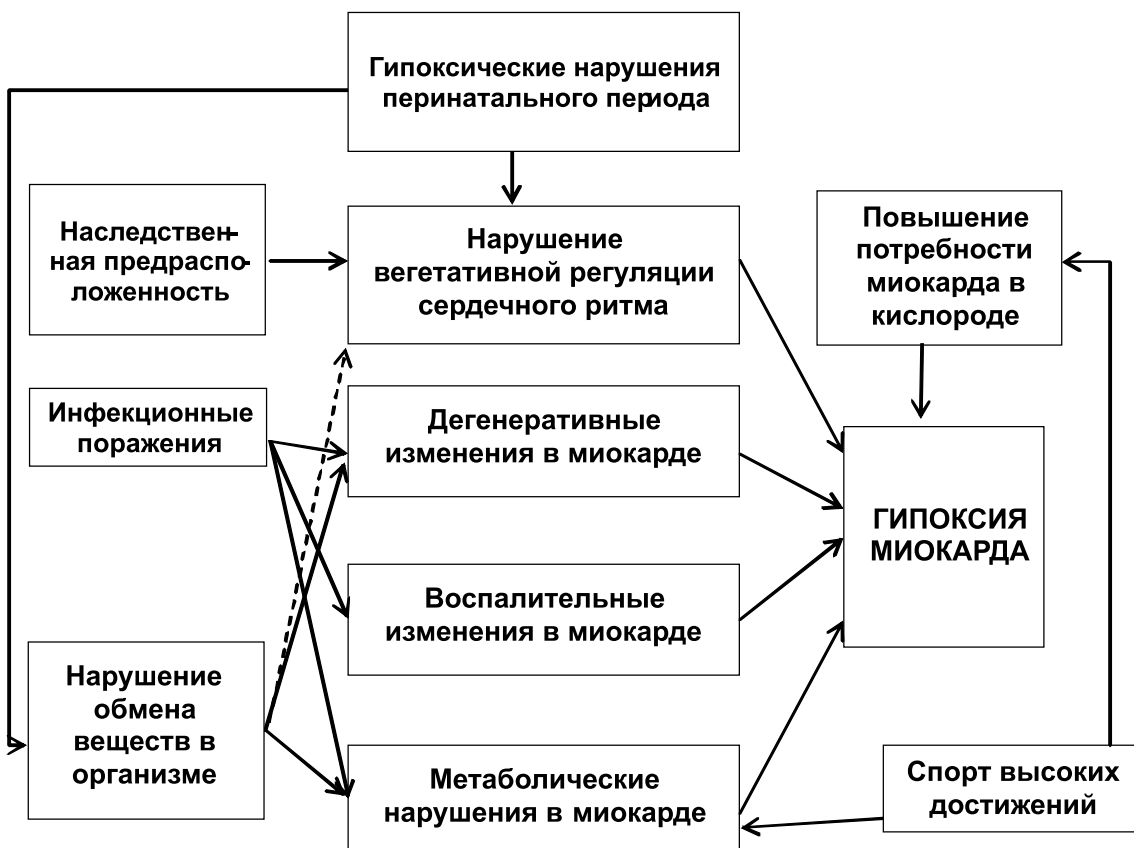 Гипоксические нарушения
перинатального периода
Наследствен-
ная предраспо-
ложенность
Нарушение
вегетативной регуляции
сердечного ритма
Повышение
потребности
миокарда в
кислороде
Инфекционные
поражения
Дегенеративные
изменения в миокарде
ГИПОКСИЯ
МИОКАРДА
Воспалительные
изменения в миокарде
Нарушение
обмена
веществ в
организме
Метаболические
нарушения в миокарде
Спорт высоких
достижений